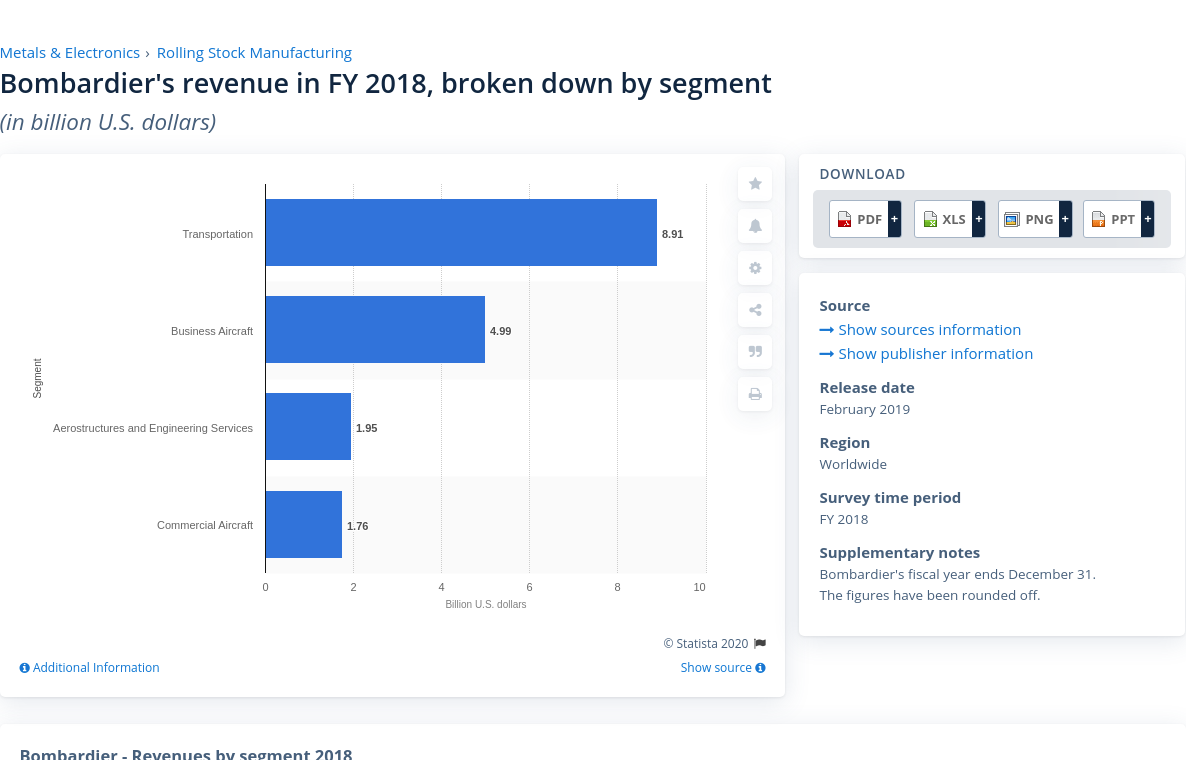 Metals & Electronics › Rolling Stock Manufacturing
Bombardier's revenue in FY 2018, broken down by segment
(in billion U.S. dollars)
Segment
Transportation
8.91
Business Aircraft
4.99
Aerostructures and Engineering Services
1.95
Commercial Aircraft
1.76
0 2 4 6 8 10
Billion U.S. dollars
© Statista 2020
Additional Information
Show source
DOWNLOAD
PDF + XLS + PNG + PPT +
Source
Show sources information
Show publisher information
Release date
February 2019
Region
Worldwide
Survey time period
FY 2018
Supplementary notes
Bombardier's fiscal year ends December 31.
The figures have been rounded off.
Bombardier - Revenues by segment 2018